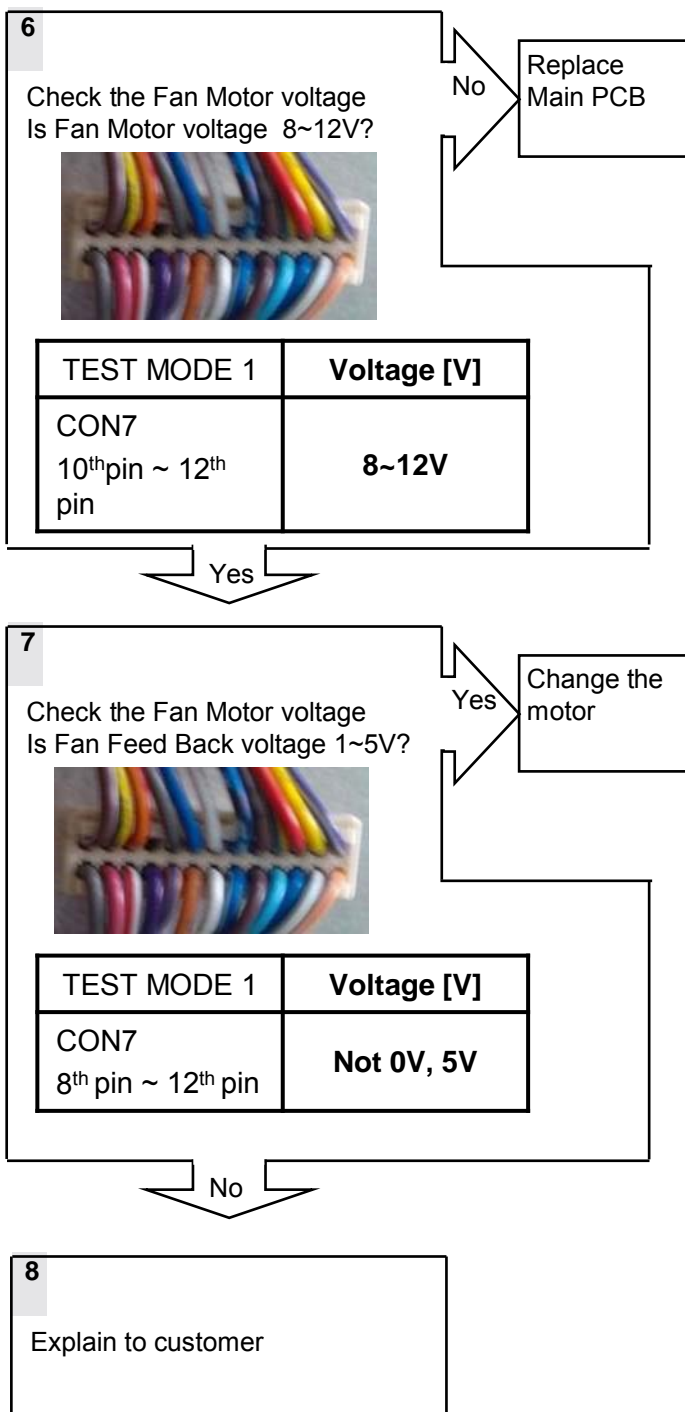 6
Check the Fan Motor voltage
Is Fan Motor voltage 8~12V?
No
Replace
Main PCB
TEST MODE 1
Voltage [V]
CON7
10thpin ~ 12th
pin
8~12V
Yes
7
Check the Fan Motor voltage
Is Fan Feed Back voltage 1~5V?
Yes
Change the
motor
TEST MODE 1
Voltage [V]
CON7
8th pin ~ 12th pin
Not 0V, 5V
No
8
Explain to customer